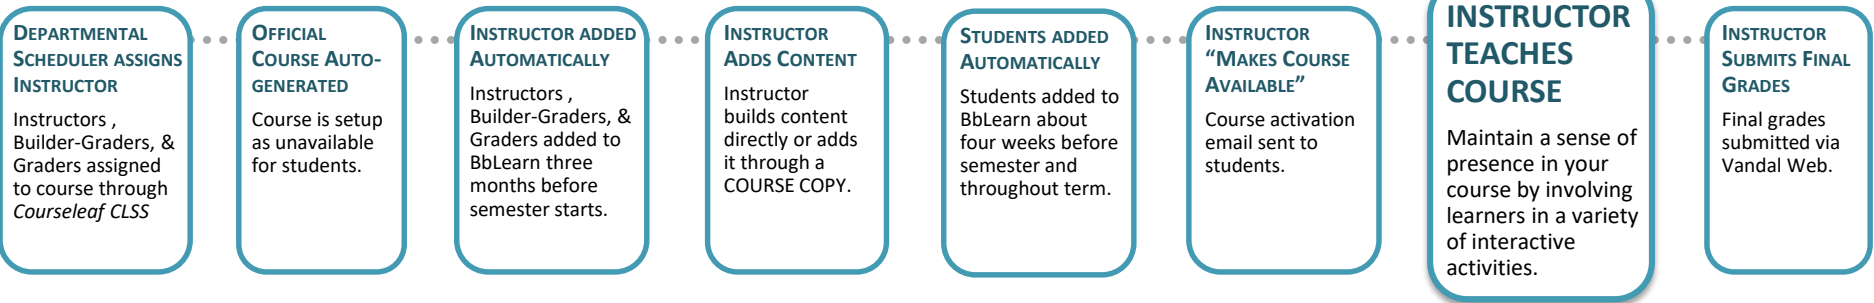 DEPARTMENTAL
SCHEDULER ASSIGNS
INSTRUCTOR
Instructors ,
Builder-Graders, &
Graders assigned
to course through
Courseleaf CLSS
OFFICIAL
COURSE AUTO-
GENERATED
Course is setup
as unavailable
for students.
INSTRUCTOR ADDED
AUTOMATICALLY
Instructors ,
Builder-Graders, &
Graders added to
BbLearn three
months before
semester starts.
INSTRUCTOR
ADDS CONTENT
Instructor
builds content
directly or adds
it through a
COURSE COPY.
STUDENTS ADDED
AUTOMATICALLY
Students added to
BbLearn about
four weeks before
semester and
throughout term.
INSTRUCTOR
“MAKES COURSE
AVAILABLE”
Course activation
email sent to
students.
INSTRUCTOR
TEACHES
COURSE
Maintain a sense of
presence in your
course by involving
learners in a variety
of interactive
activities.
INSTRUCTOR
SUBMITS FINAL
GRADES
Final grades
submitted via
Vandal Web.